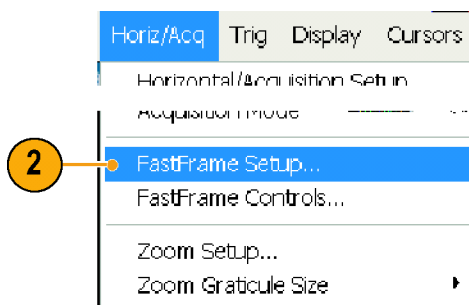 Horiz/Acq Trig Display Cursors
Horizontal/Acquisition Setup
Acquisition Mode
2
FastFrame Setup...
FastFrame Controls...
Zoom Setup...
Zoom Graticule Size